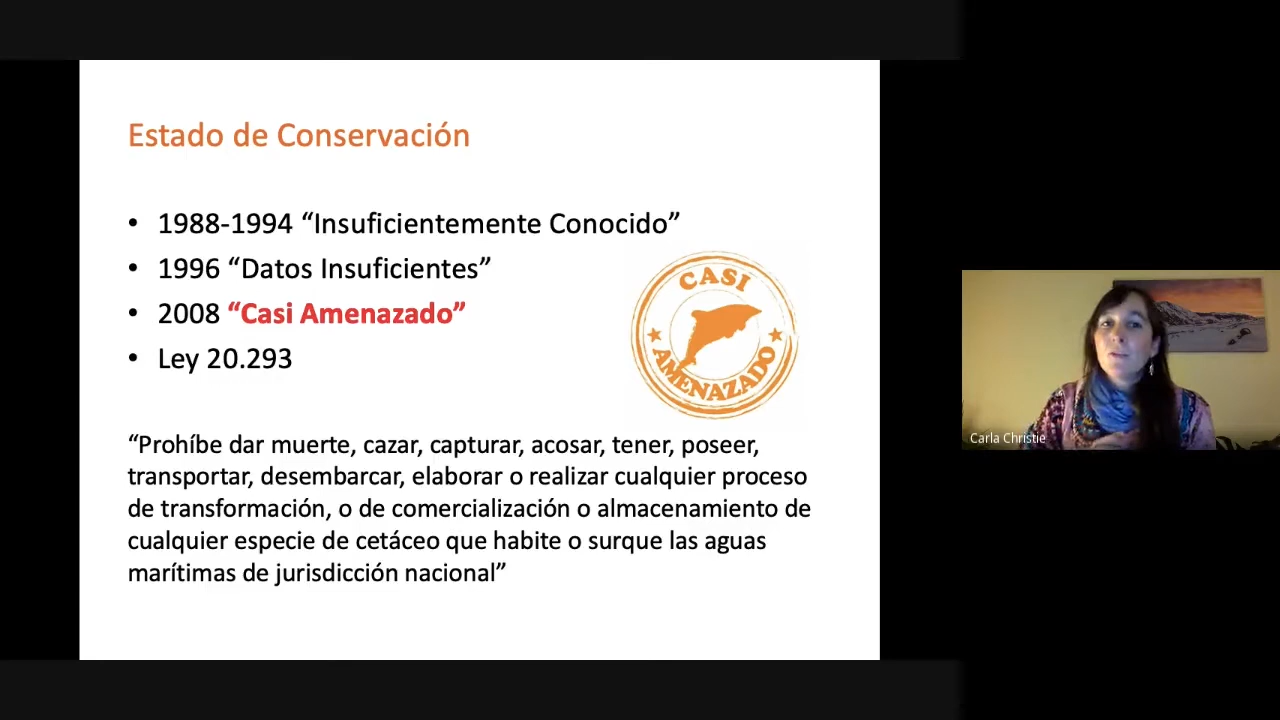 Estado de Conservación
• 1988-1994 “Insuficientemente Conocido”
• 1996 “Datos Insuficientes”
• 2008 “Casi Amenazado”
• Ley 20.293
CASI
AMENAZADO
“Prohíbe dar muerte, cazar, capturar, acosar, tener, poseer,
transportar, desembarcar, elaborar o realizar cualquier proceso
de transformación, o de comercialización o almacenamiento de
cualquier especie de cetáceo que habite o surque las aguas
marítimas de jurisdicción nacional”
Carla Christie